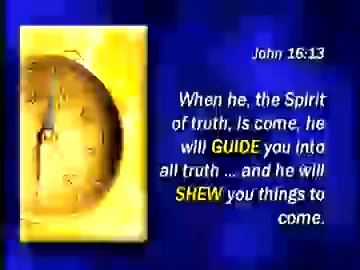 John 16:13
When he, the Spirit
of truth, is come, he
will GUIDE you into
all truth ... and he will
SHEW you things to
come.